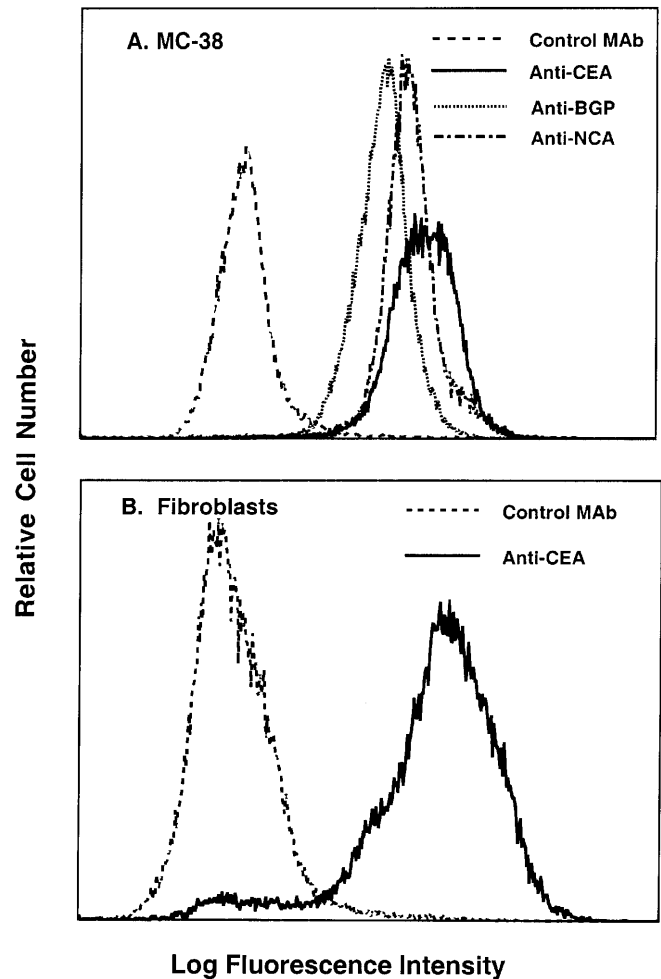 A. MC-38
Control MAb
Anti-CEA
Anti-BGP
Anti-NCA
Relative Cell Number
B. Fibroblasts
Control MAb
Anti-CEA
Log Fluorescence Intensity